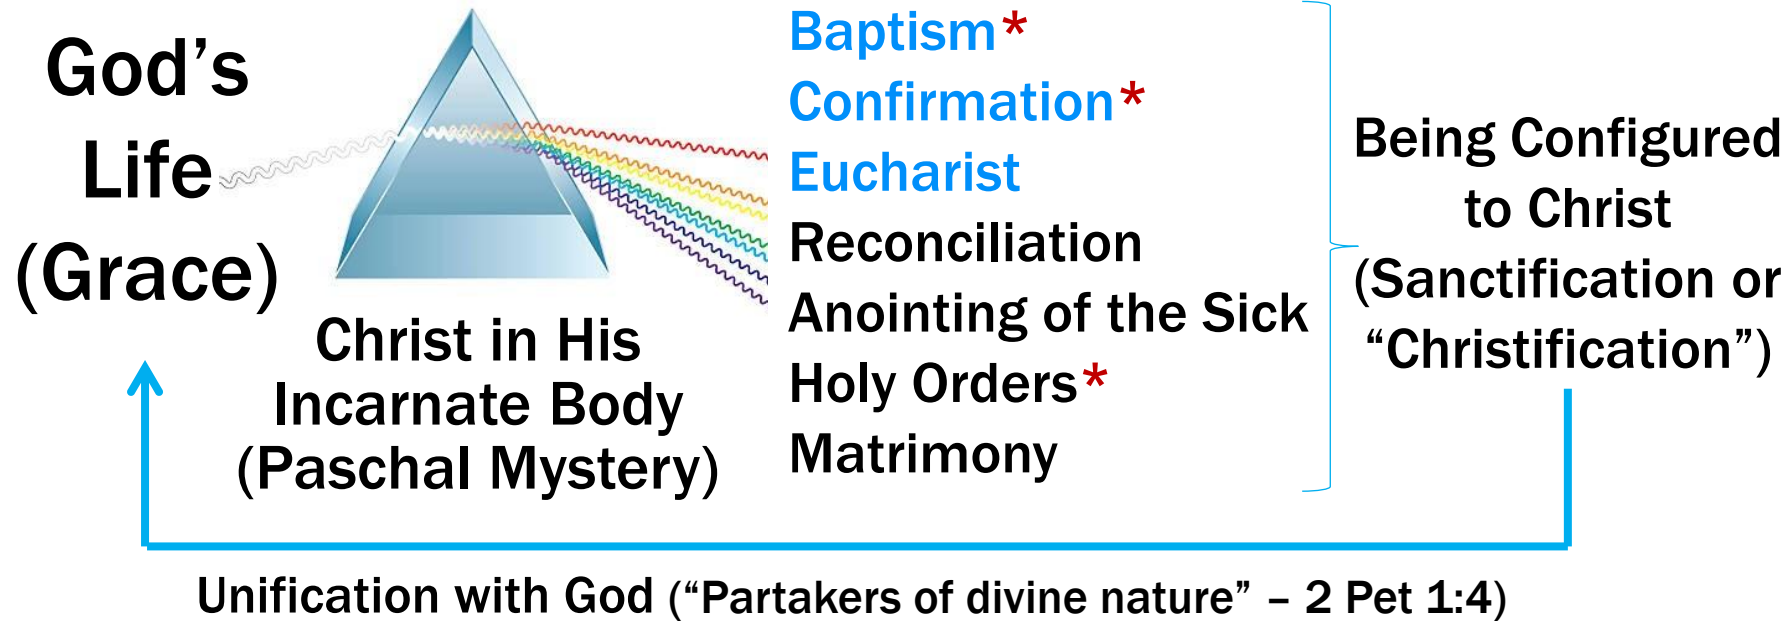 God’s
Life
(Grace)
Christ in His
Incarnate Body
(Paschal Mystery)
Baptism*
Confirmation*
Eucharist
Reconciliation
Anointing of the Sick
Holy Orders*
Matrimony
Being Configured
to Christ
(Sanctification or
“Christification”)
Unification with God (“Partakers of divine nature” – 2 Pet 1:4)